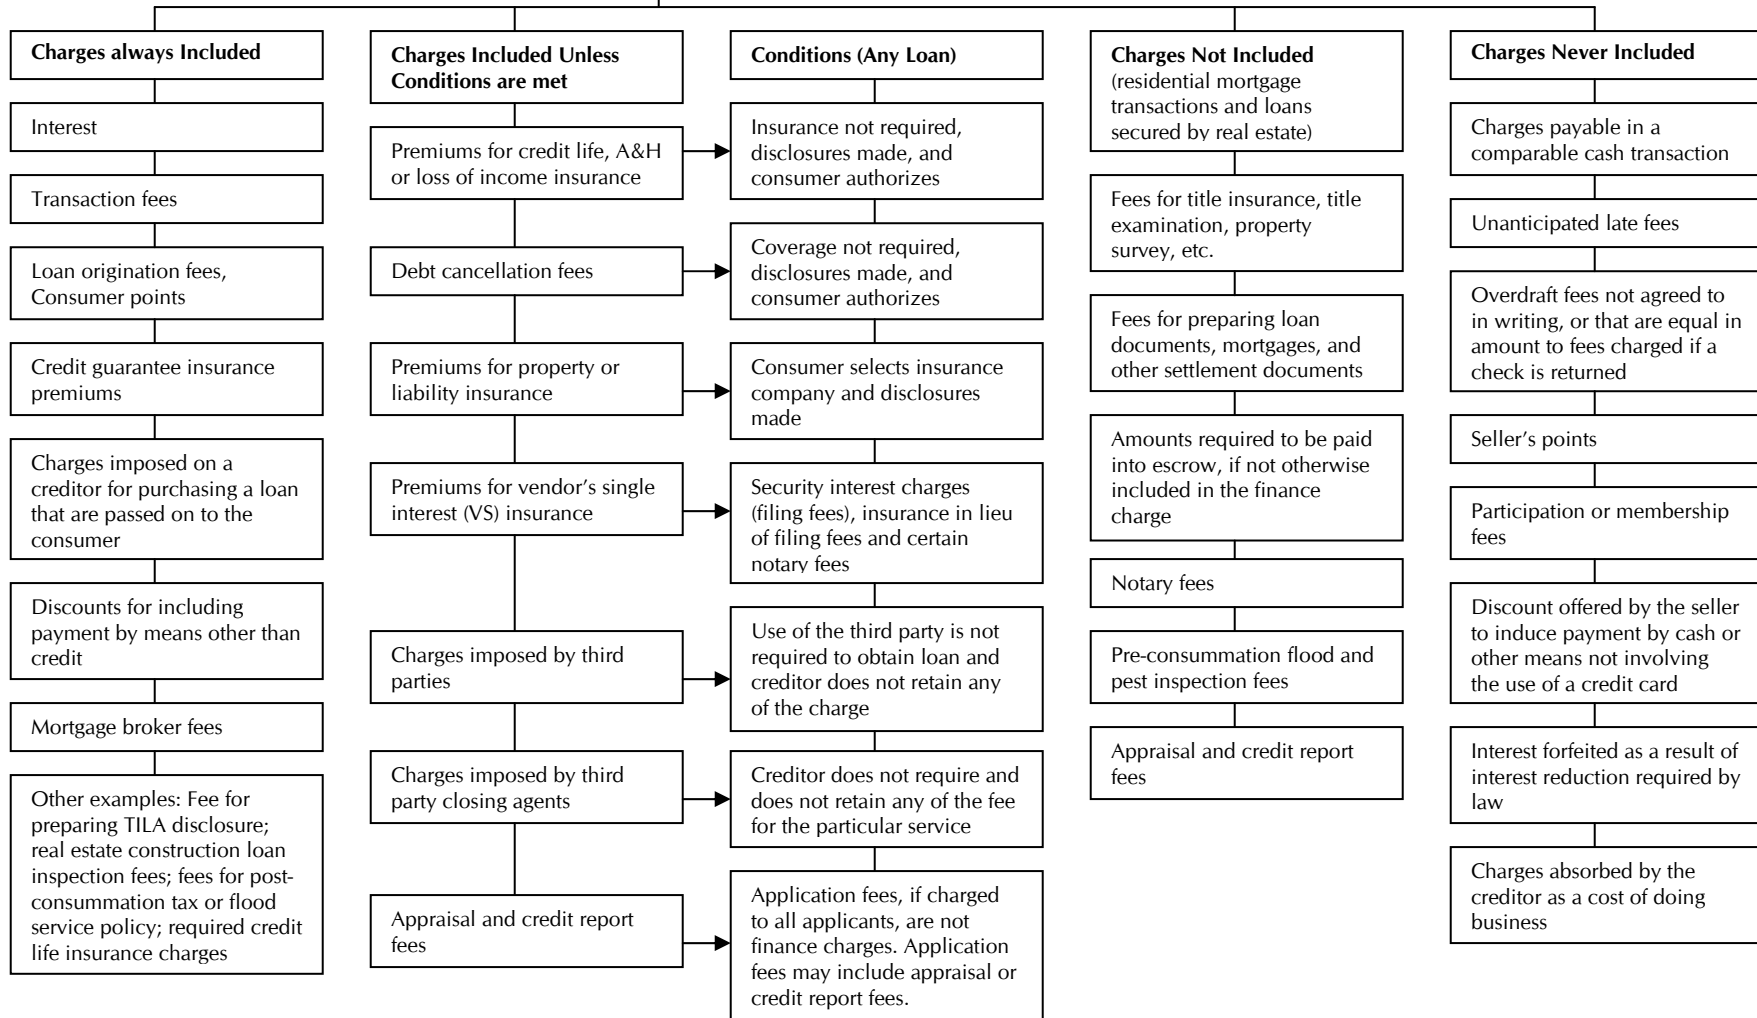 Charges always Included
Interest
Transaction fees
Loan origination fees,
Consumer points
Credit guarantee insurance
premiums
Charges imposed on a
creditor for purchasing a loan
that are passed on to the
consumer
Discounts for including
payment by means other than
credit
Mortgage broker fees
Other examples: Fee for
preparing TILA disclosure;
real estate construction loan
inspection fees; fees for post-
consummation tax or flood
service policy; required credit
life insurance charges
Charges Included Unless
Conditions are met
Premiums for credit life, A&H
or loss of income insurance
Debt cancellation fees
Premiums for property or
liability insurance
Premiums for vendor's single
interest (VS) insurance
Charges imposed by third
parties
Charges imposed by third
party closing agents
Appraisal and credit report
fees
Conditions (Any Loan)
Insurance not required,
disclosures made, and
consumer authorizes
Coverage not required,
disclosures made, and
consumer authorizes
Consumer selects insurance
company and disclosures
made
Security interest charges
(filing fees), insurance in lieu
of filing fees and certain
notary fees
Use of the third party is not
required to obtain loan and
creditor does not retain any
of the charge
Creditor does not require and
does not retain any of the fee
for the particular service
Application fees, if charged
to all applicants, are not
finance charges. Application
fees may include appraisal or
credit report fees.
Charges Not Included
(residential mortgage
transactions and loans
secured by real estate)
Fees for title insurance, title
examination, property
survey, etc.
Fees for preparing loan
documents, mortgages, and
other settlement documents
Amounts required to be paid
into escrow, if not otherwise
included in the finance
charge
Notary fees
Pre-consummation flood and
pest inspection fees
Appraisal and credit report
fees
Charges Never Included
Charges payable in a
comparable cash transaction
Unanticipated late fees
Overdraft fees not agreed to
in writing, or that are equal in
amount to fees charged if a
check is returned
Seller's points
Participation or membership
fees
Discount offered by the seller
to induce payment by cash or
other means not involving
the use of a credit card
Interest forfeited as a result of
interest reduction required by
law
Charges absorbed by the
creditor as a cost of doing
business